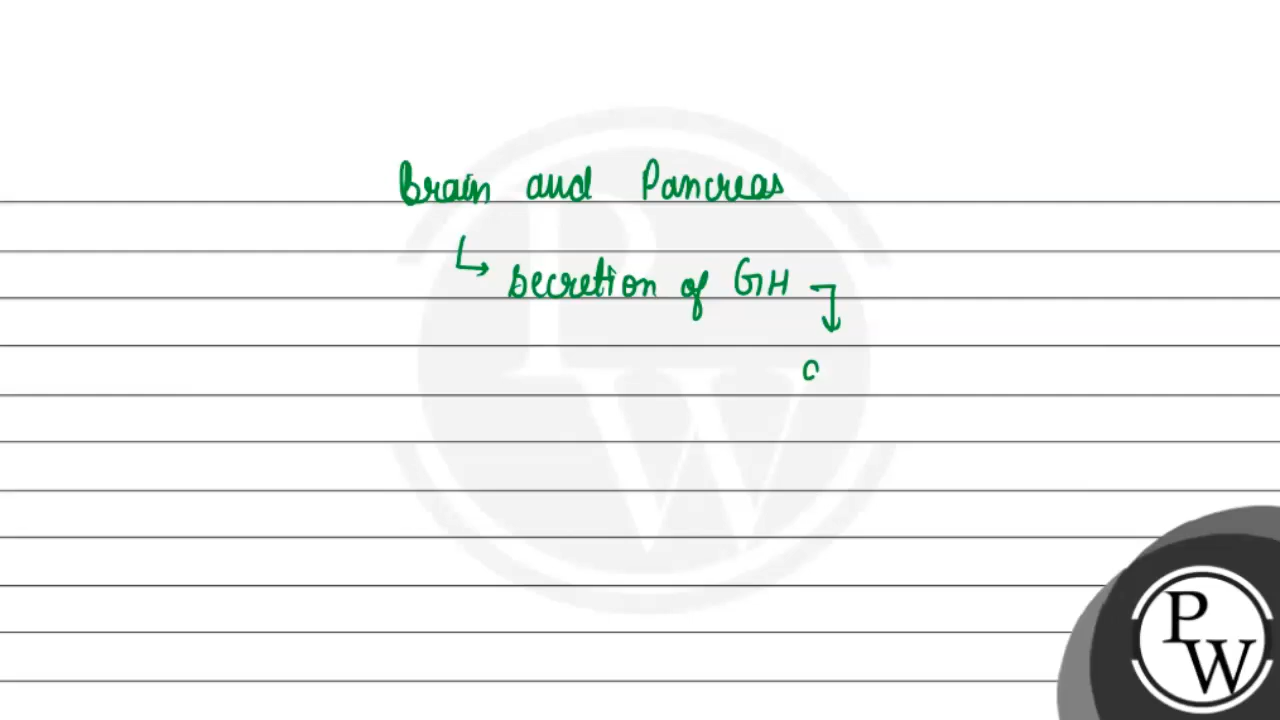 Brain and Pancreas
↳ secretion of GH
P
W
P
W